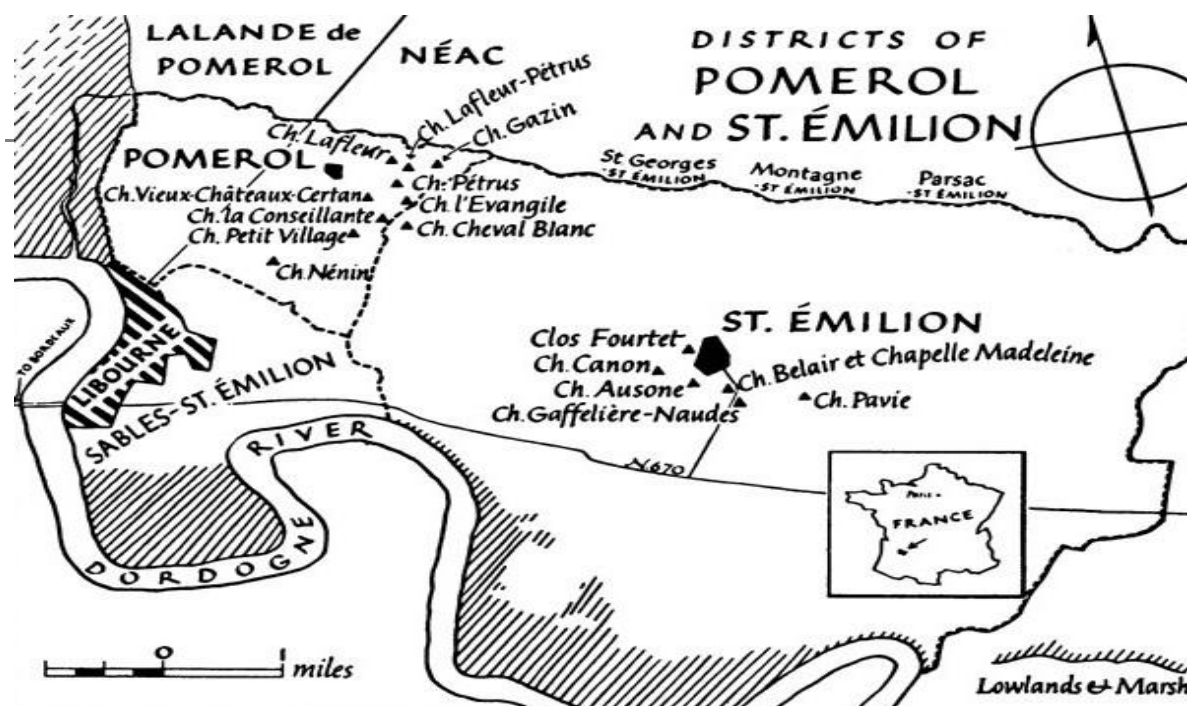 DISTRICTS OF
POMEROL
AND ST. ÉMILION
LALANDE de
POMEROL
NÉAC
Ch. Lafleur-Pétrus
Ch. Lafleur
Ch. Gazin
POMEROL
Ch. Pétrus
Ch. Vieux-Châteaux-Certan
Ch. l'Evangile
Ch. la Conseillante
Ch. Cheval Blanc
Ch. Petit Village
Ch. Nénin
St Georges
-ST ÉMILION
Montagne
-ST ÉMILION
Parsac
-ST ÉMILION
TO BORDEAUX
LIBOURNE
SABLES-ST. ÉMILION
ST. ÉMILION
Clos Fourtet
Ch. Canon
Ch. Belair et Chapelle Madeleine
Ch. Ausone
Ch. Pavie
Ch. Gaffelière-Naudes
N 670
DORDOGNE RIVER
Paris
FRANCE
0 1 miles
Lowlands & Marsh